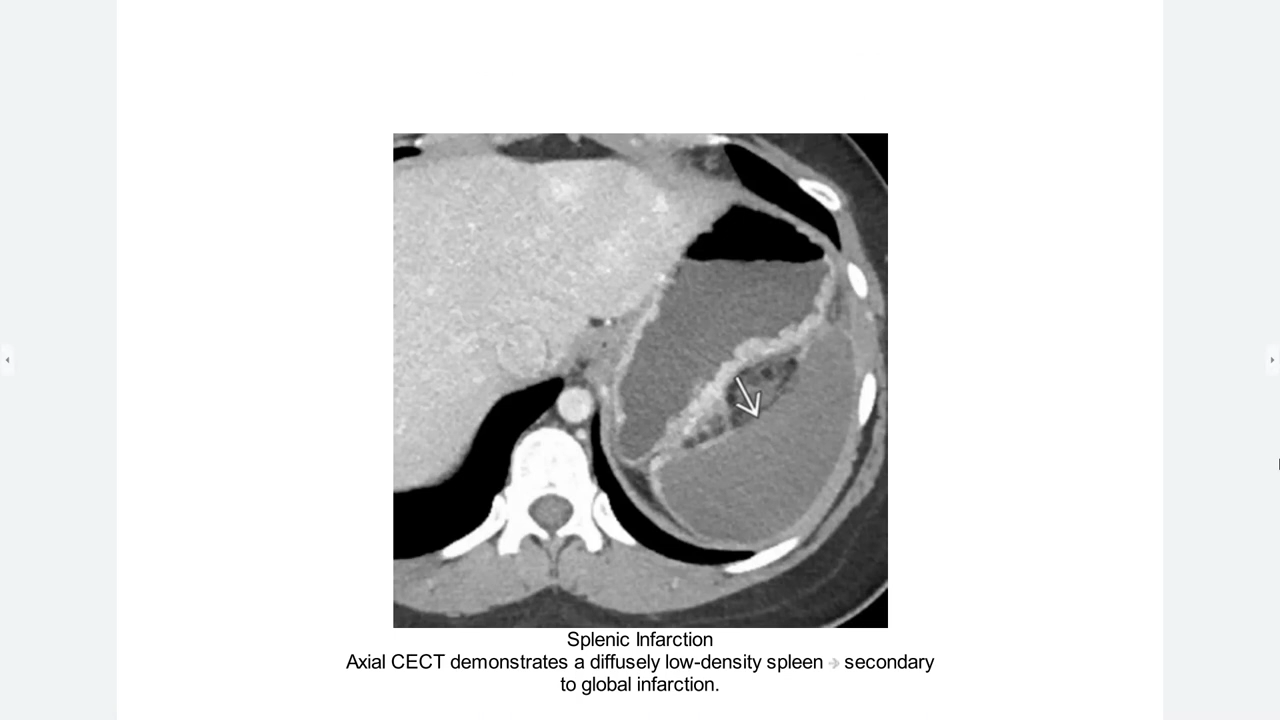 Splenic Infarction
Axial CECT demonstrates a diffusely low-density spleen secondary
to global infarction.